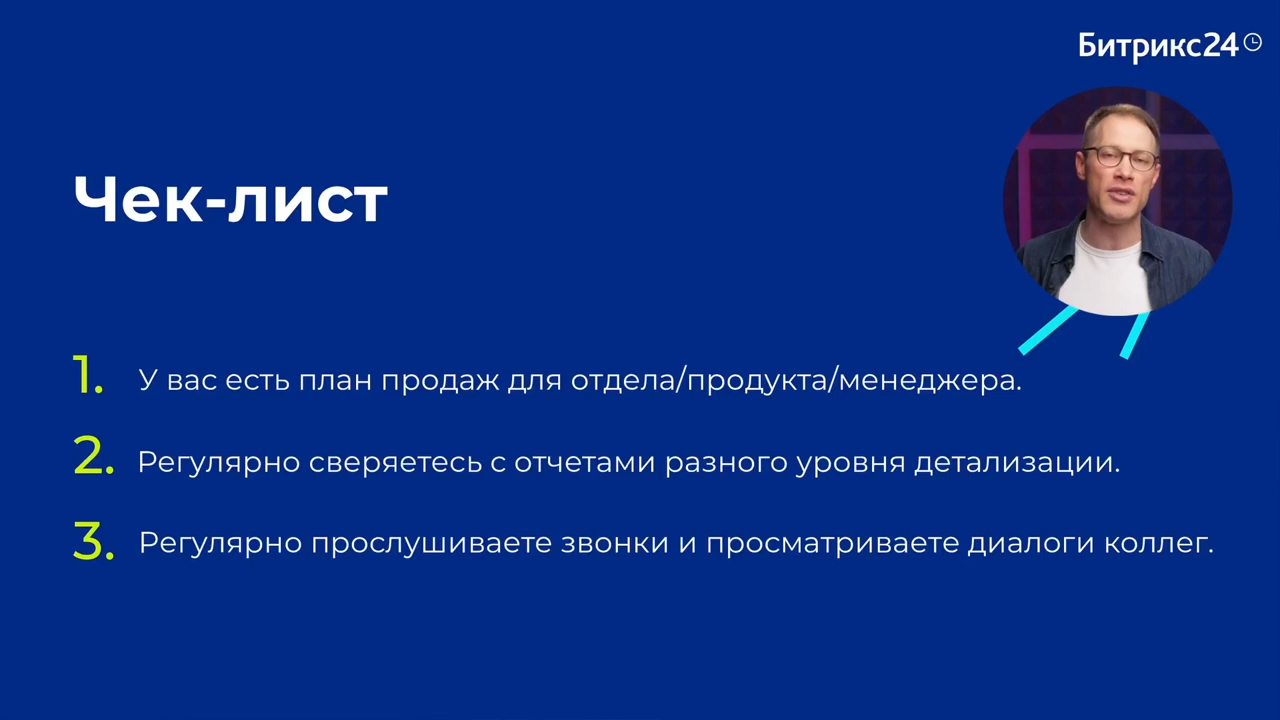 Битрикс24
Чек-лист
1. У вас есть план продаж для отдела/продукта/менеджера.
2. Регулярно сверяетесь с отчетами разного уровня детализации.
3. Регулярно прослушиваете звонки и просматриваете диалоги коллег.